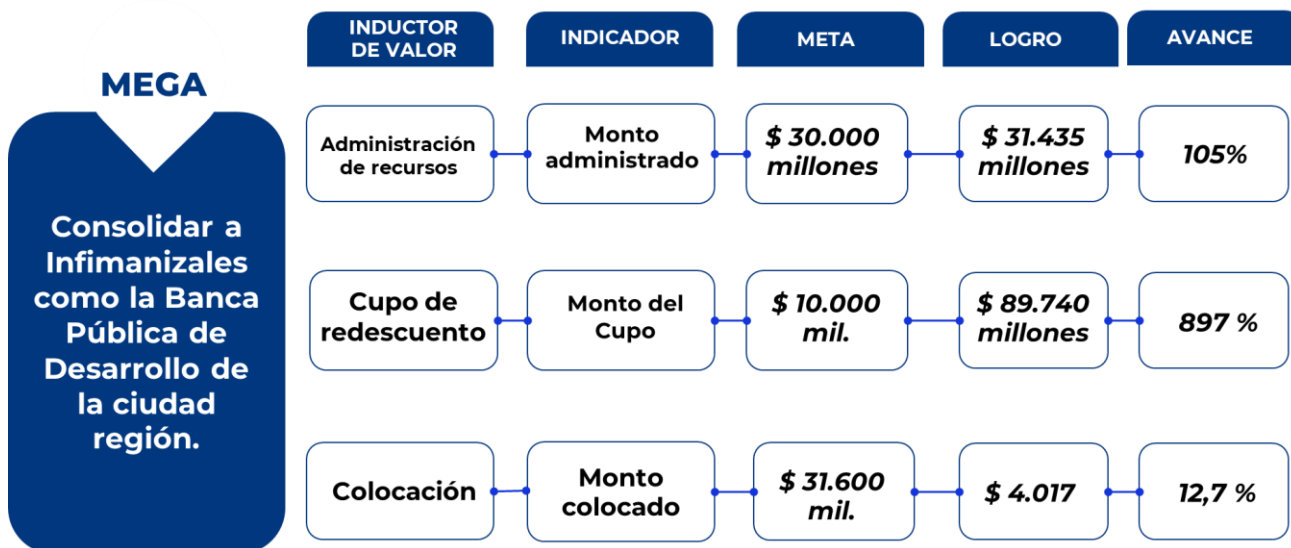 MEGA
Consolidar a
Infimanizales
como la Banca
Pública de
Desarrollo de
la ciudad
región.
INDUCTOR
DE VALOR
INDICADOR
META
LOGRO
AVANCE
Administración
de recursos
Monto
administrado
$ 30.000
millones
$ 31.435
millones
105%
Cupo de
redescuento
Monto del
Cupo
$ 10.000
mil.
$ 89.740
millones
897 %
Colocación
Monto
colocado
$ 31.600
mil.
$ 4.017
12,7 %